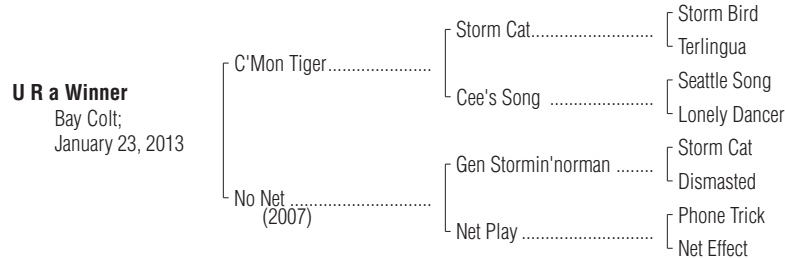 Storm Bird
Storm Cat..........................
Terlingua
C'Mon Tiger......................
Seattle Song
Cee's Song ......................
Lonely Dancer
U R a Winner
Bay Colt;
January 23, 2013
Storm Cat
Gen Stormin'norman ........
Dismasted
No Net ..............................
(2007)
Phone Trick
Net Play ............................
Net Effect